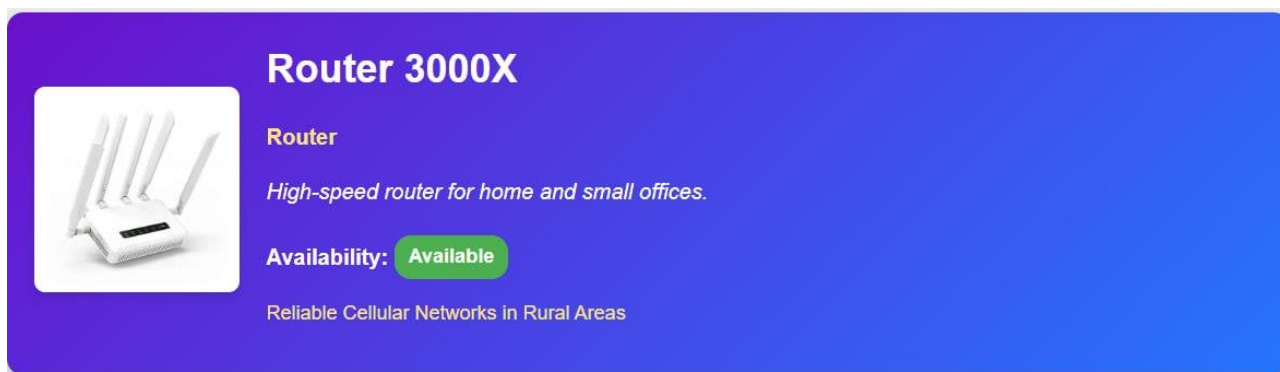 Router 3000X
Router
High-speed router for home and small offices.
Availability: Available
Reliable Cellular Networks in Rural Areas